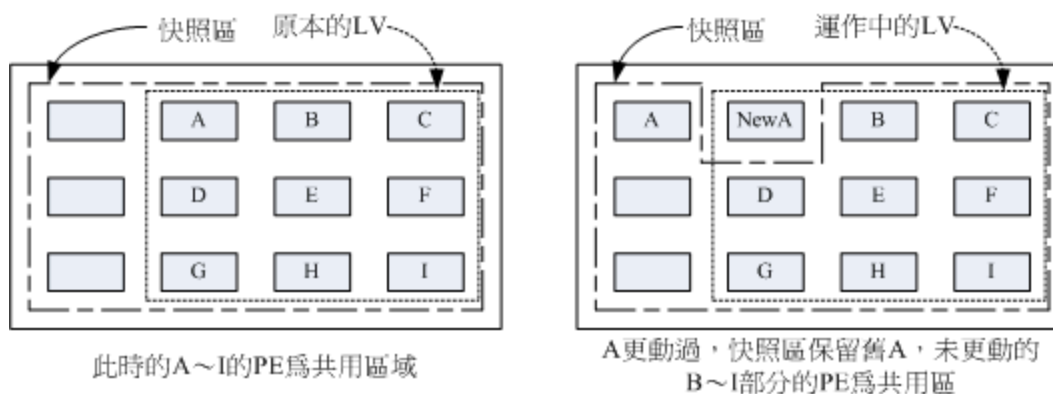 快照區 原本的LV
A B C
D E F
G H I
此時的A～I的PE為共用區域
快照區 運作中的LV
A NewA B C
D E F
G H I
A更動過，快照區保留舊A，未更動的
B～I部分的PE為共用區